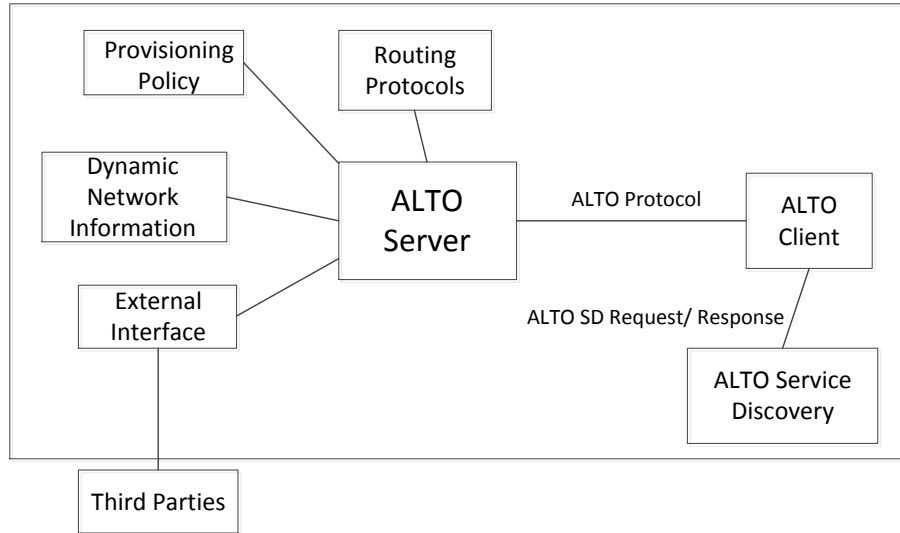 Provisioning
Policy
Routing
Protocols
Dynamic
Network
Information
ALTO
Server
ALTO Protocol
ALTO
Client
External
Interface
ALTO SD Request/ Response
ALTO Service
Discovery
Third Parties